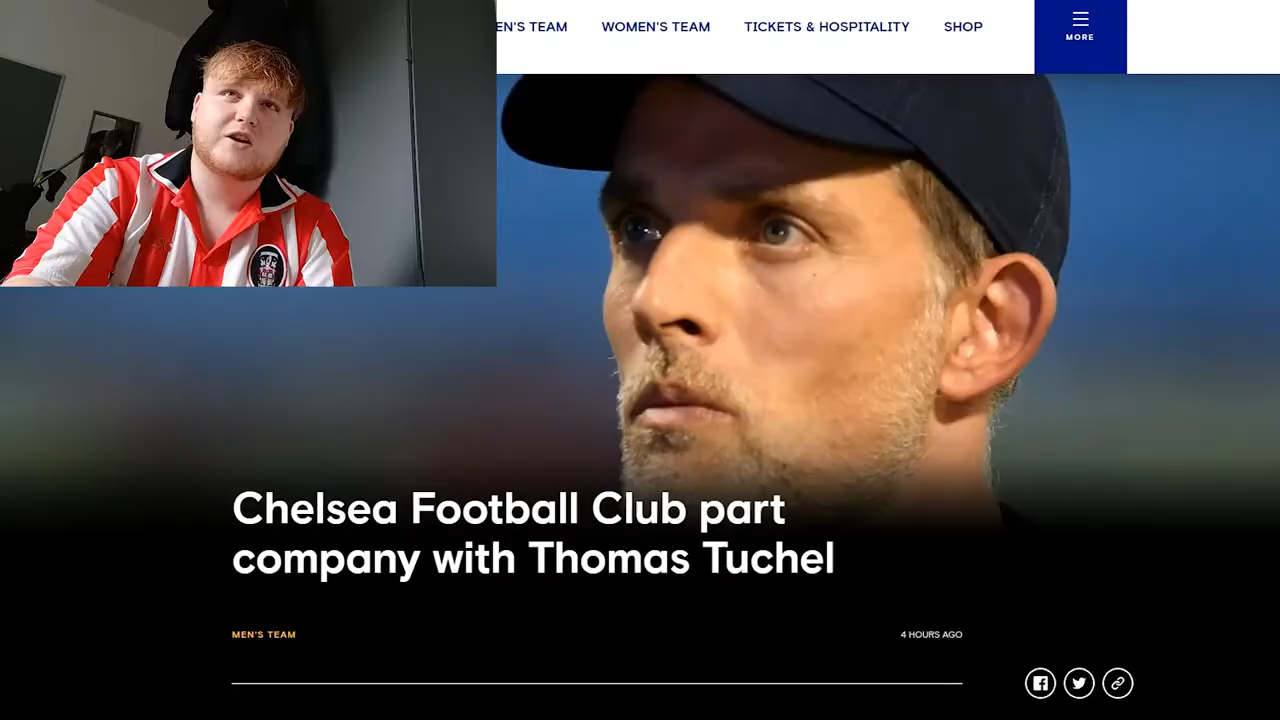 EN'S TEAM
WOMEN'S TEAM
TICKETS & HOSPITALITY
SHOP
MORE
Chelsea Football Club part
company with Thomas Tuchel
MEN'S TEAM
4 HOURS AGO